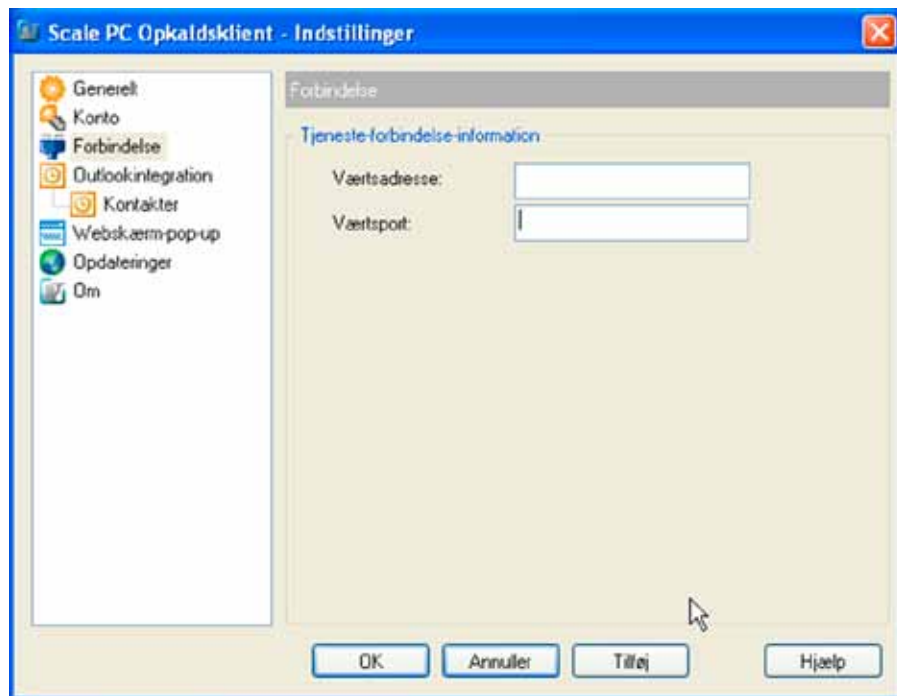 Scale PC Opkaldsklient - Indstillinger
Generelt
Konto
Forbindelse
Outlookintegration
Kontakter
Webskærm-pop-up
Opdateringer
Om
Forbindelse
Tjeneste-forbindelse-information
Værtsadresse:
Værtsport:
OK
Annuller
Tilføj
Hjælp